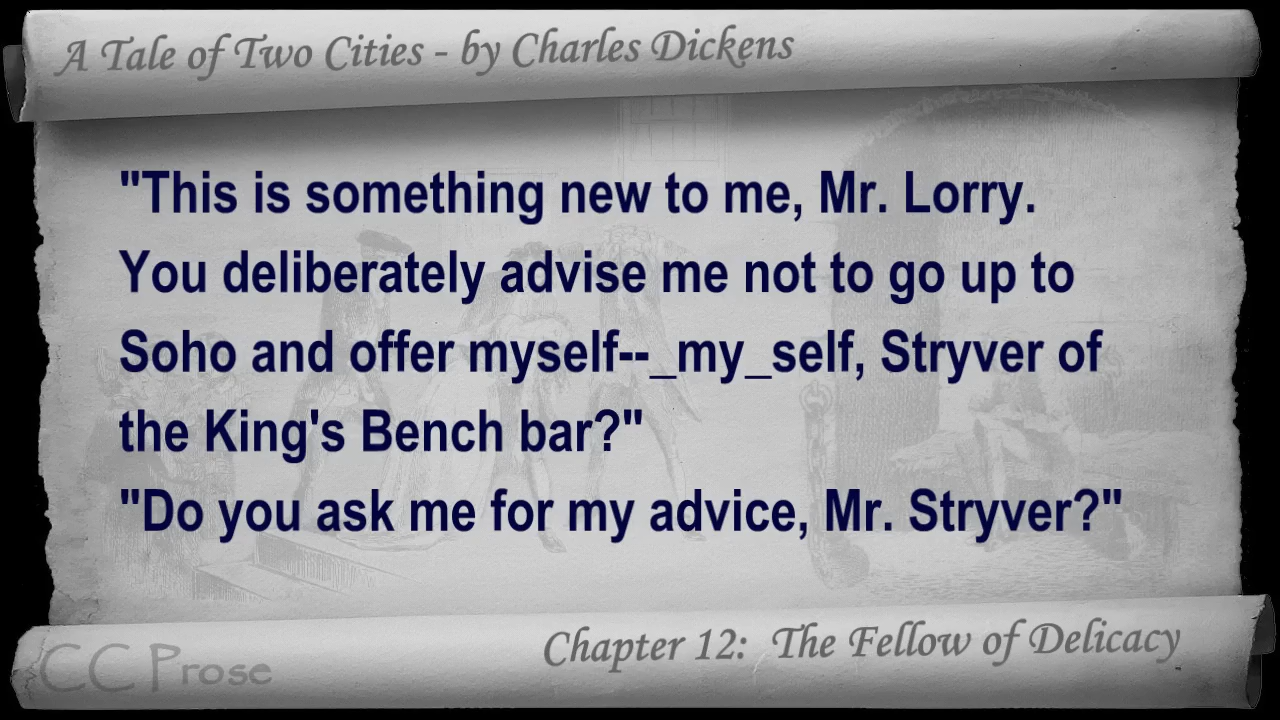 A Tale of Two Cities - by Charles Dickens
"This is something new to me, Mr. Lorry.
You deliberately advise me not to go up to
Soho and offer myself--_my_self, Stryver of
the King's Bench bar?"
"Do you ask me for my advice, Mr. Stryver?"
Chapter 12: The Fellow of Delicacy
CC Prose